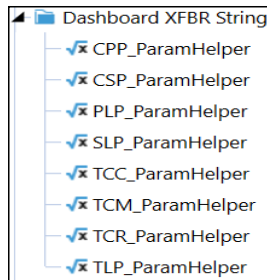 Dashboard XFBR String
CPP_ParamHelper
CSP_ParamHelper
PLP_ParamHelper
SLP_ParamHelper
TCC_ParamHelper
TCM_ParamHelper
TCR_ParamHelper
TLP_ParamHelper